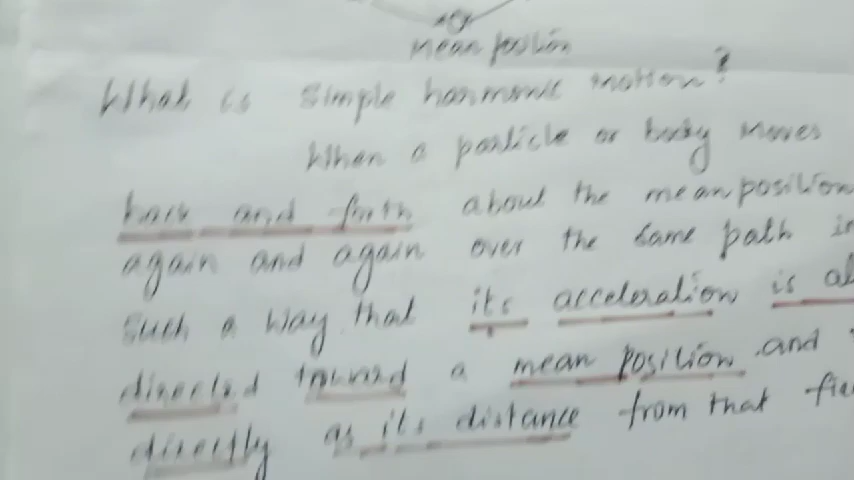 mean position
What is simple harmonic motion?
When a particle or body moves
back and forth about the mean position
again and again over the same path in
such a way that its acceleration is
directed toward a mean position and
directly as its distance from that